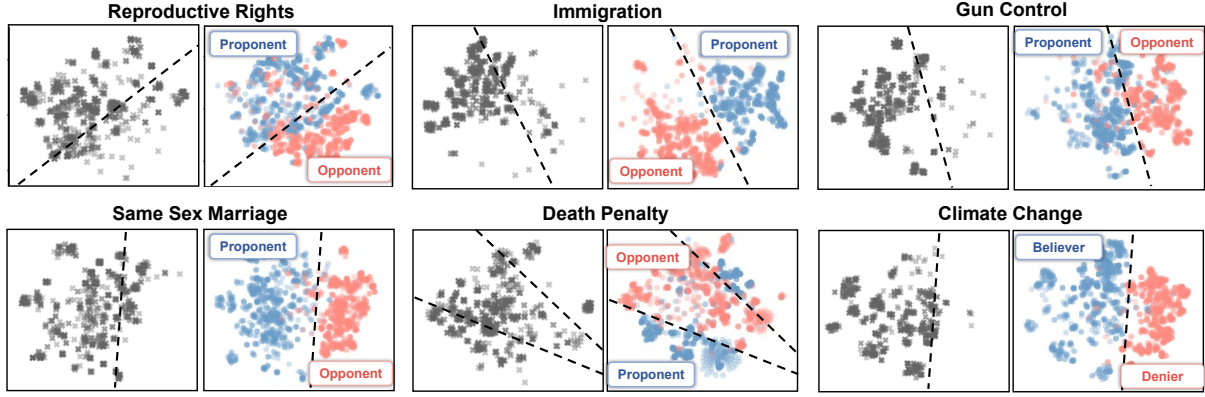 Reproductive Rights
Immigration
Gun Control
Proponent
Opponent
Proponent
Opponent
Proponent
Opponent
Same Sex Marriage
Death Penalty
Climate Change
Proponent
Opponent
Opponent
Proponent
Believer
Denier